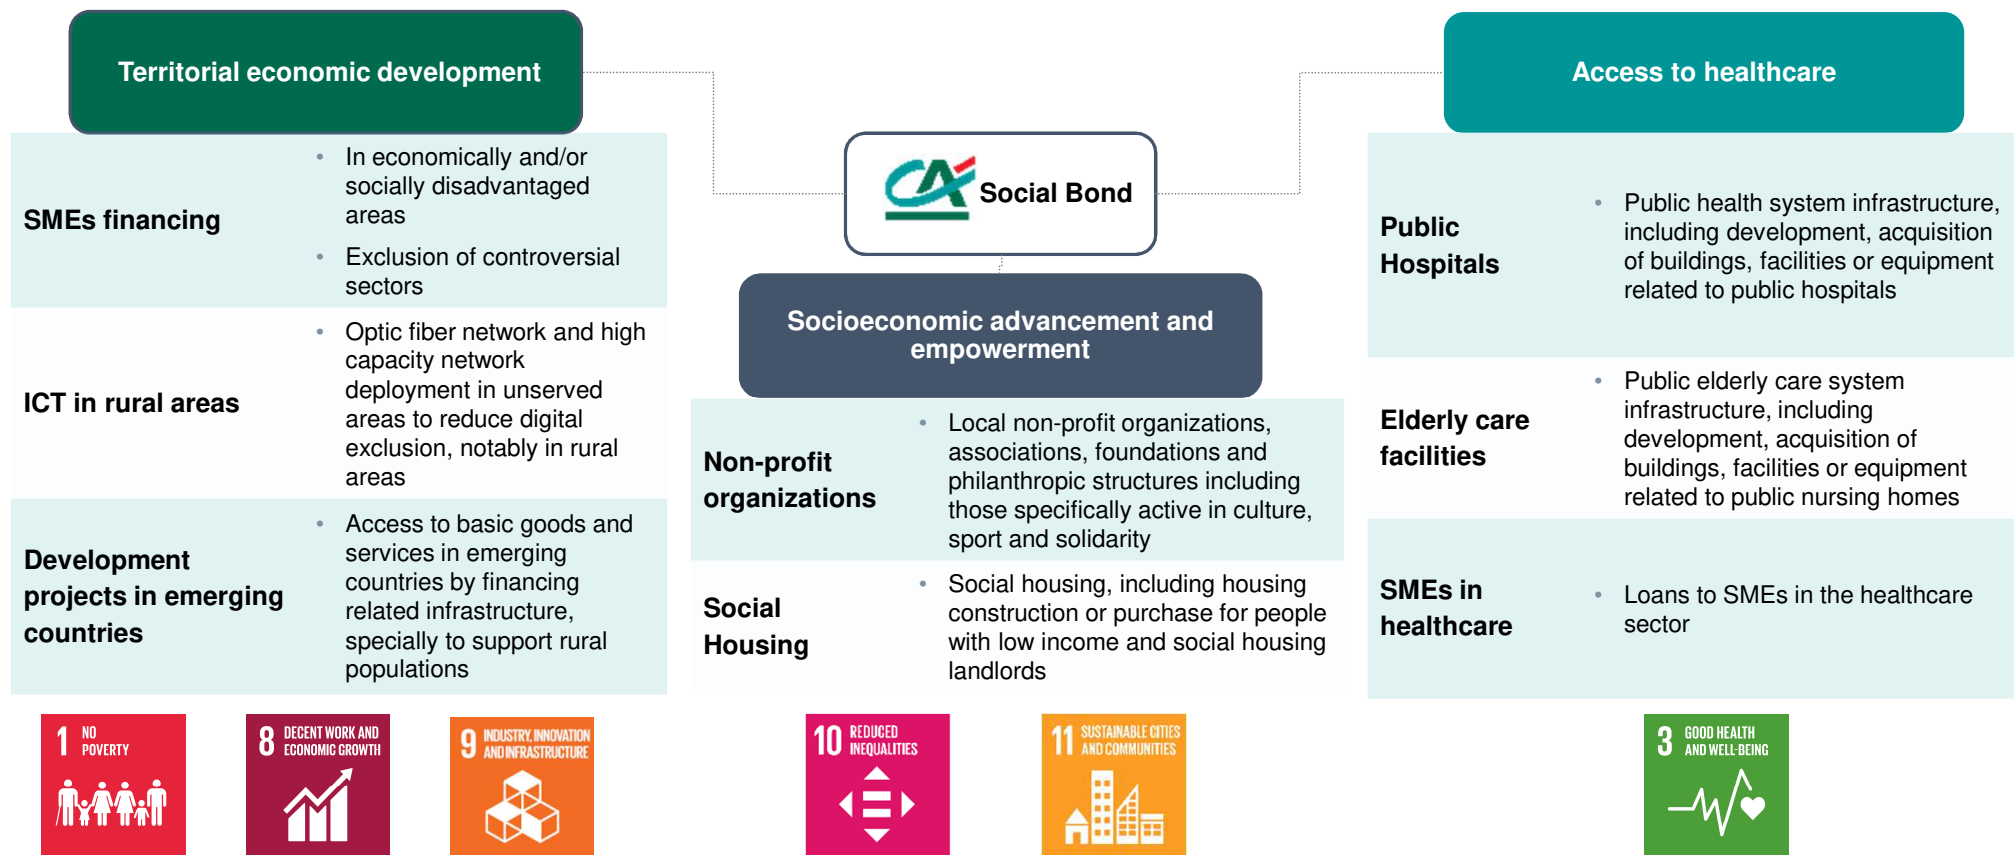 Territorial economic development
SMEs financing
• In economically and/or
socially disadvantaged
areas
• Exclusion of controversial
sectors
ICT in rural areas
• Optic fiber network and high
capacity network
deployment in unserved
areas to reduce digital
exclusion, notably in rural
areas
Development
projects in emerging
countries
• Access to basic goods and
services in emerging
countries by financing
related infrastructure,
specially to support rural
populations
1 NO
POVERTY
8 DECENT WORK AND
ECONOMIC GROWTH
9 INDUSTRY, INNOVATION
AND INFRASTRUCTURE
CA Social Bond
Socioeconomic advancement and
empowerment
Non-profit
organizations
• Local non-profit organizations,
associations, foundations and
philanthropic structures including
those specifically active in culture,
sport and solidarity
Social
Housing
• Social housing, including housing
construction or purchase for people
with low income and social housing
landlords
10 REDUCED
INEQUALITIES
11 SUSTAINABLE CITIES
AND COMMUNITIES
Access to healthcare
Public
Hospitals
• Public health system infrastructure,
including development, acquisition
of buildings, facilities or equipment
related to public hospitals
Elderly care
facilities
• Public elderly care system
infrastructure, including
development, acquisition of
buildings, facilities or equipment
related to public nursing homes
SMEs in
healthcare
• Loans to SMEs in the healthcare
sector
3 GOOD HEALTH
AND WELL-BEING